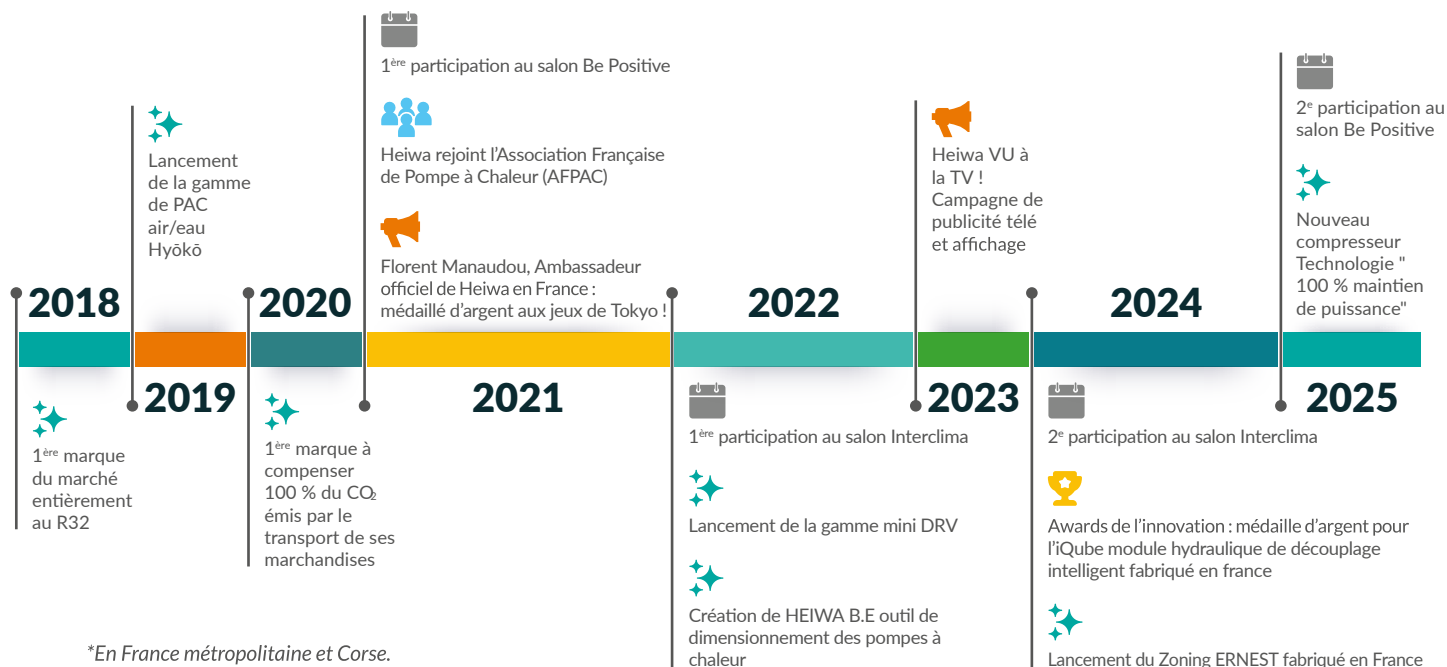 2018
1ère marque
du marché
entièrement
au R32
Lancement
de la gamme
de PAC
air/eau
Hyōkō
2019
2020
1ère marque à
compenser
100 % du CO₂
émis par le
transport de ses
marchandises
1ère participation au salon Be Positive
Heiwa rejoint l’Association Française
de Pompe à Chaleur (AFPAC)
Florent Manaudou, Ambassadeur
officiel de Heiwa en France :
médaillé d’argent aux jeux de Tokyo !
2021
2022
1ère participation au salon Interclima
Lancement de la gamme mini DRV
Création de HEIWA B.E outil de
dimensionnement des pompes à
chaleur
Heiwa VU à
la TV !
Campagne de
publicité télé
et affichage
2023
2024
2e participation au salon Interclima
Awards de l’innovation : médaille d’argent pour
l’iQube module hydraulique de découplage
intelligent fabriqué en france
Lancement du Zoning ERNEST fabriqué en France
2e participation au
salon Be Positive
Nouveau
compresseur
Technologie "
100 % maintien
de puissance"
2025
*En France métropolitaine et Corse.